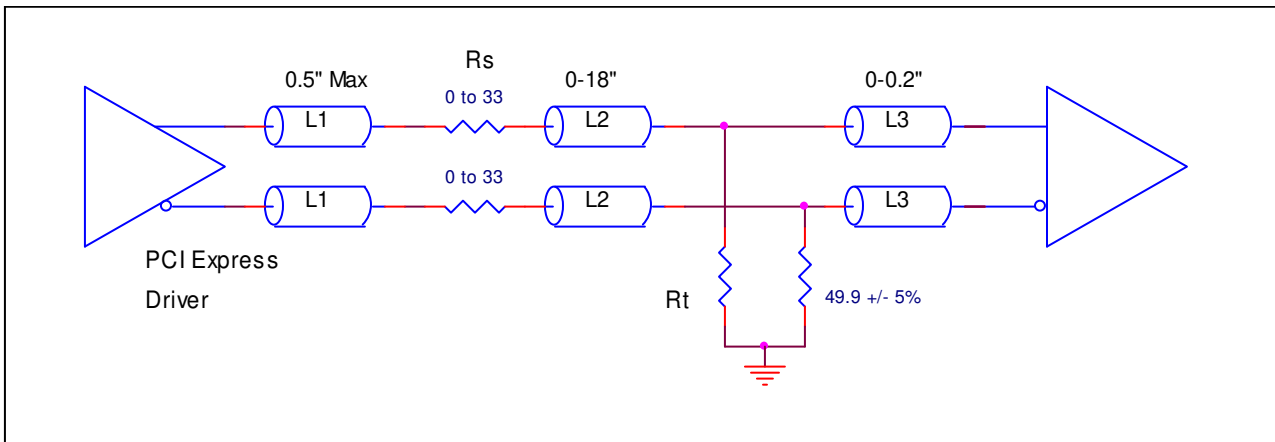 Rs
0.5" Max
0-18"
0-0.2"
0 to 33
L1
L2
L3
0 to 33
L1
L2
L3
PCI Express
Driver
Rt
49.9 +/- 5%